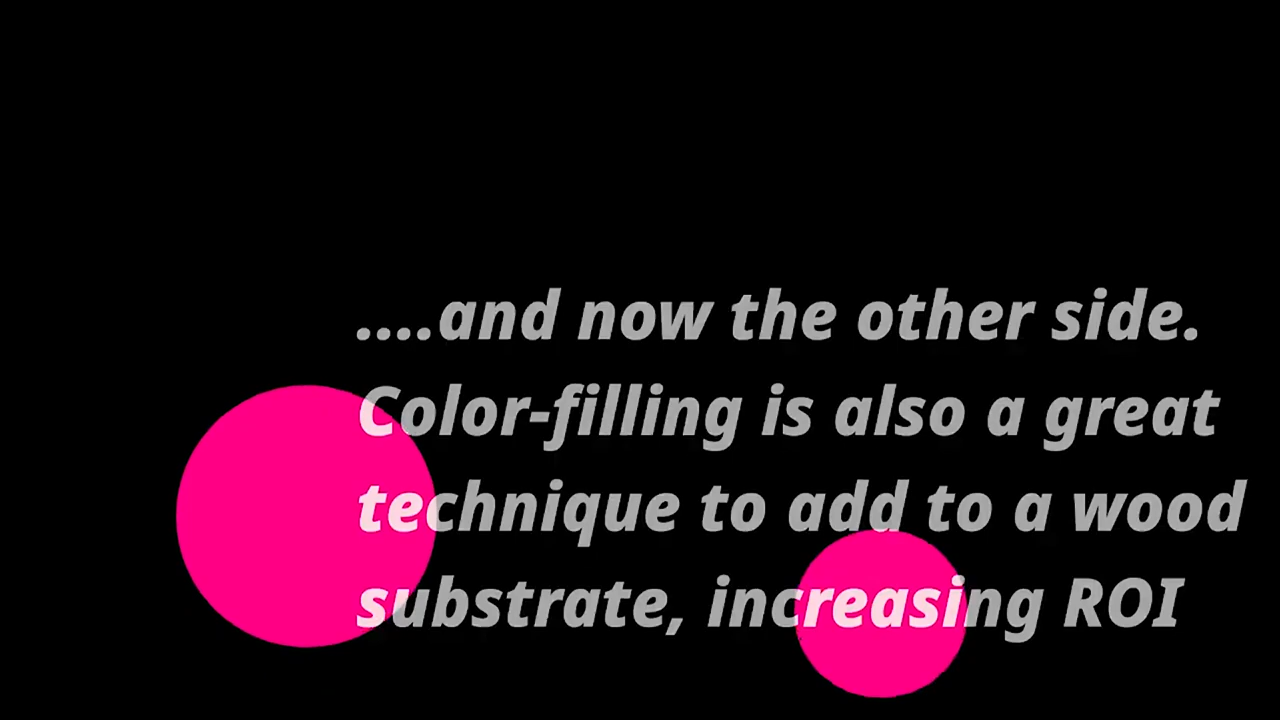 ....and now the other side.
Color-filling is also a great
technique to add to a wood
substrate, increasing ROI